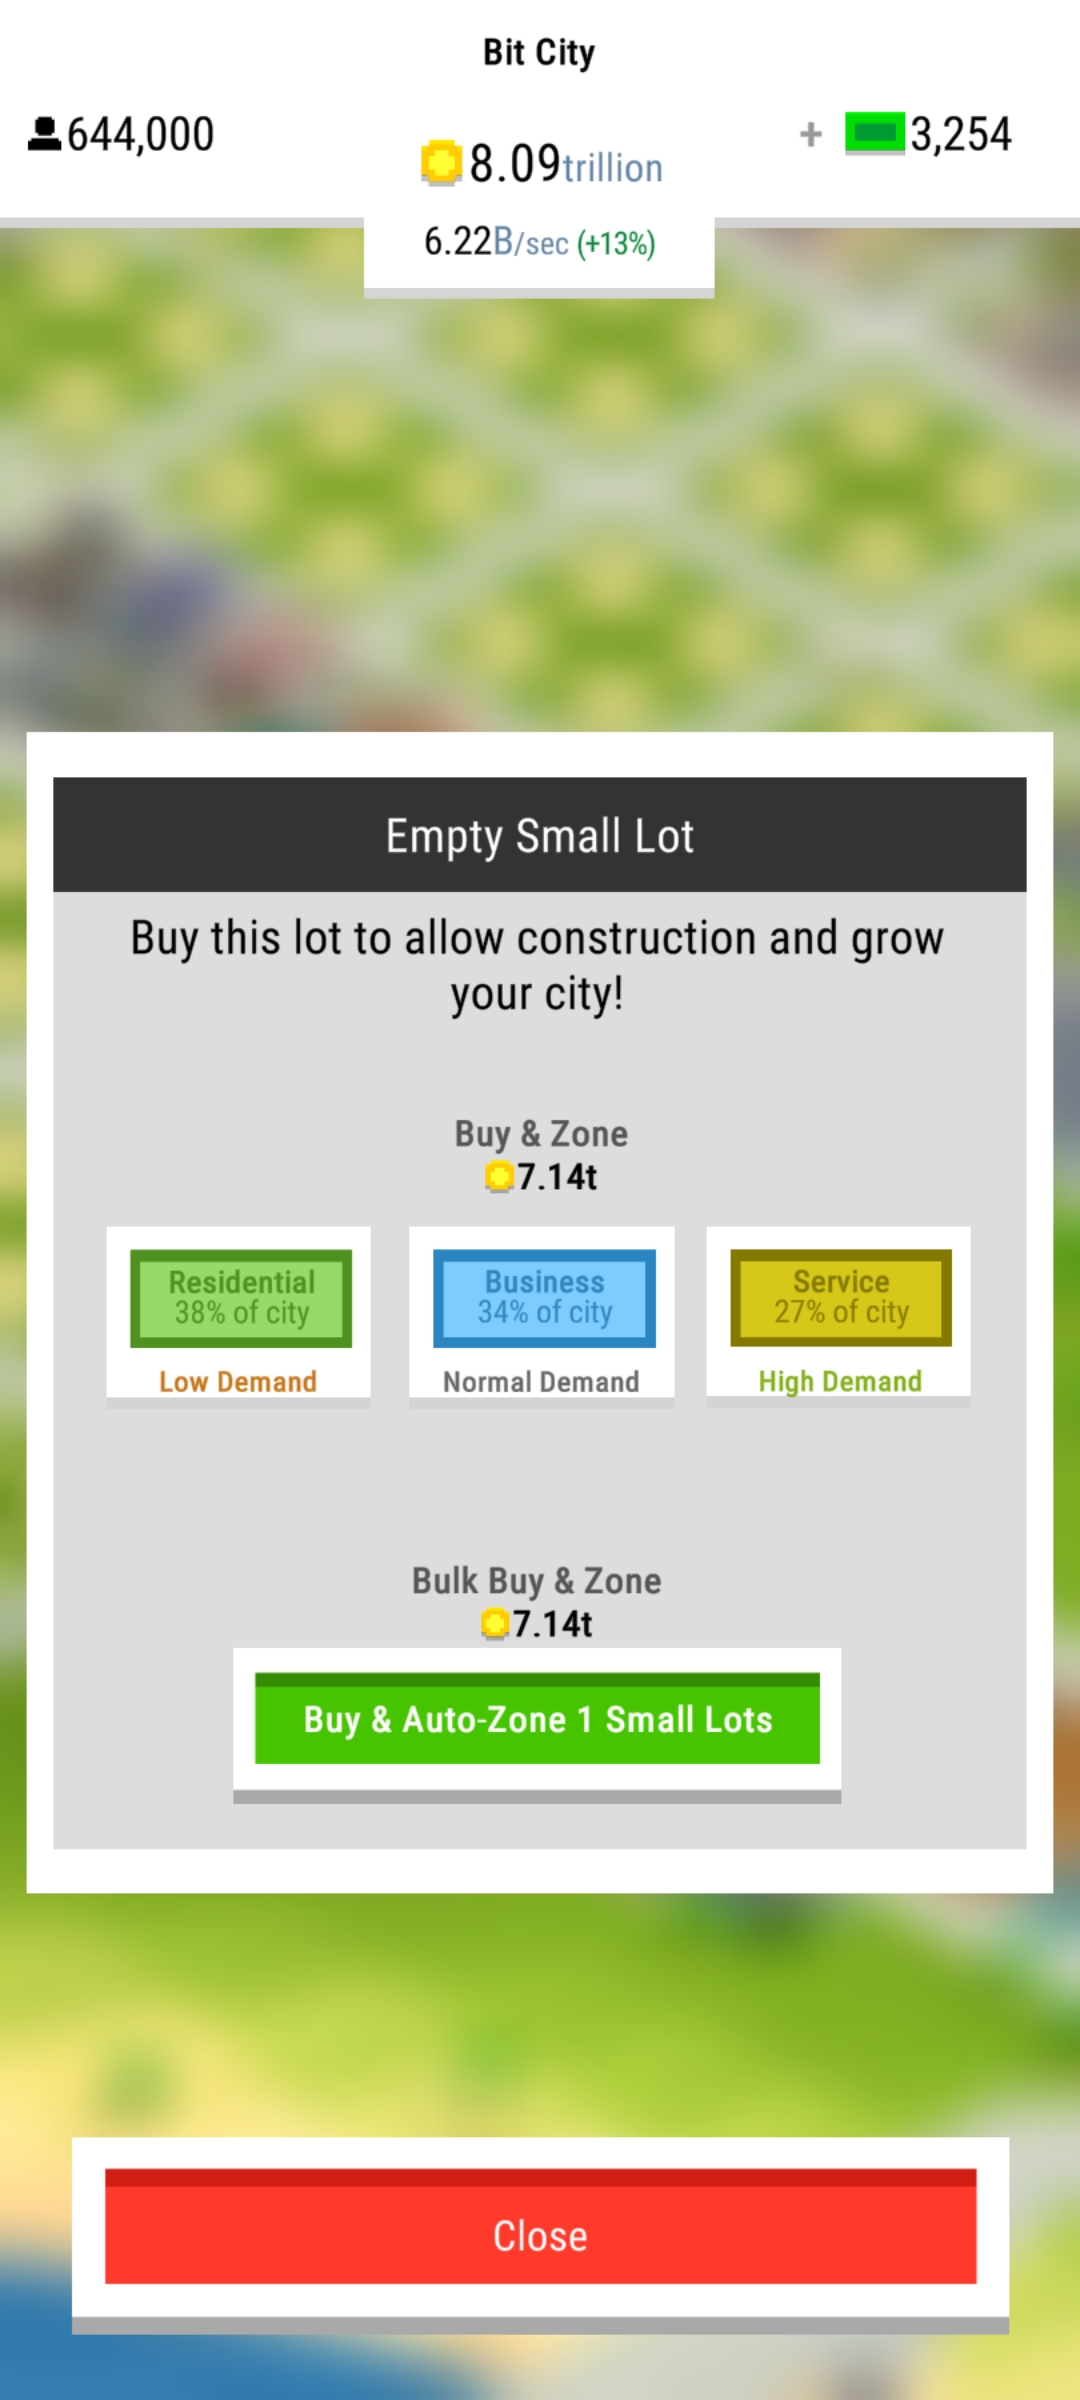 Bit City
644,000
8.09trillion
+ 3,254
6.22B/sec (+13%)
Empty Small Lot
Buy this lot to allow construction and grow
your city!
Buy & Zone
7.14t
Residential
38% of city
Low Demand
Business
34% of city
Normal Demand
Service
27% of city
High Demand
Bulk Buy & Zone
7.14t
Buy & Auto-Zone 1 Small Lots
Close